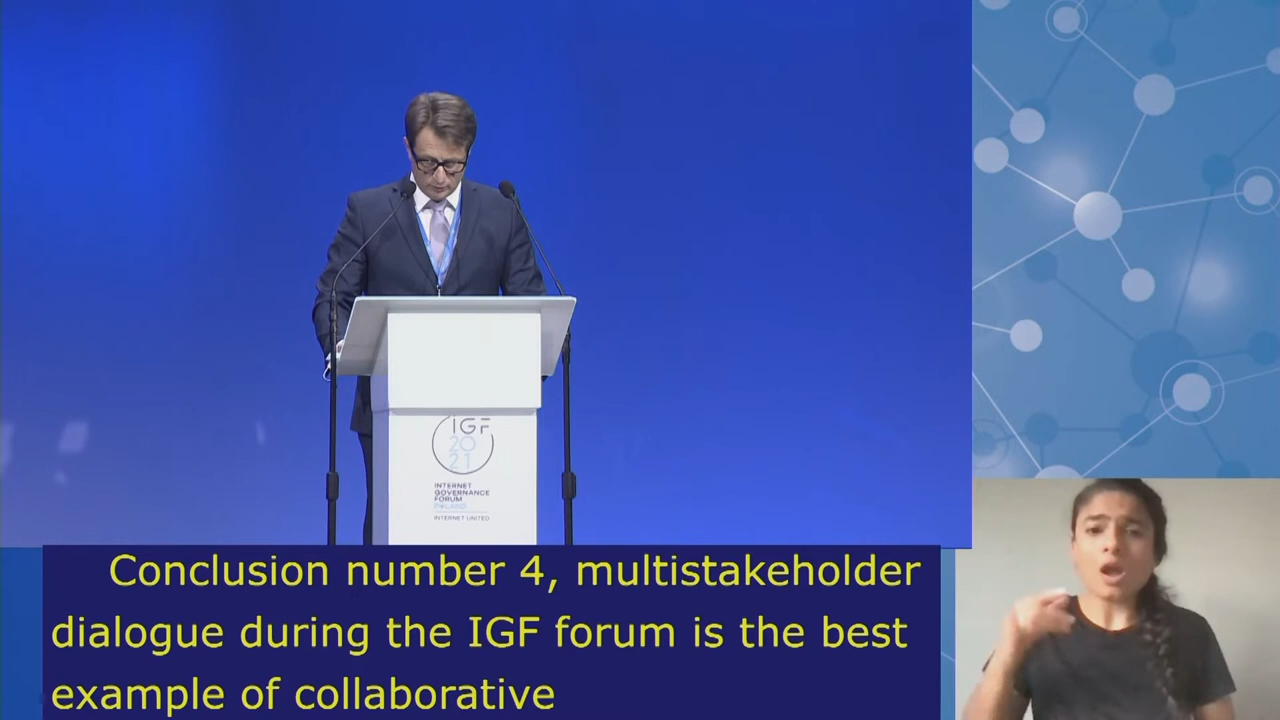 IGF
20
21
INTERNET
GOVERNANCE
FORUM
POLAND
INTERNET UNITED
Conclusion number 4, multistakeholder
dialogue during the IGF forum is the best
example of collaborative